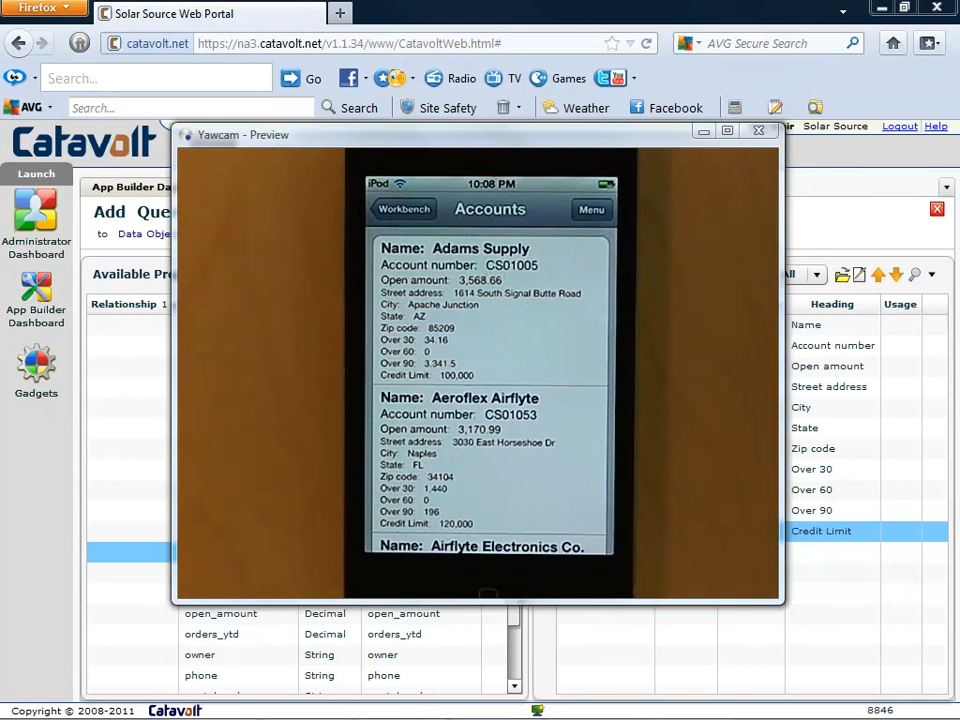 Firefox
Solar Source Web Portal
catavolt.net
https://na3.catavolt.net/v1.1.34/www/CatavoltWeb.html#
AVG Secure Search
Search...
Go
Radio
TV
Games
AVG
Search...
Search
Site Safety
Weather
Facebook
Catavolt
Solar Source
Logout
Help
Yawcam - Preview
Launch
Administrator
Dashboard
App Builder
Dashboard
Gadgets
App Builder Da
Add Que
to Data Obje
Available Pr
Relationship 1
iPod
10:08 PM
Workbench
Accounts
Menu
Name: Adams Supply
Account number: CS01005
Open amount: 3,568.66
Street address: 1614 South Signal Butte Road
City: Apache Junction
State: AZ
Zip code: 85209
Over 30: 34.16
Over 60: 0
Over 90: 3,341.5
Credit Limit: 100,000
Name: Aeroflex Airflyte
Account number: CS01053
Open amount: 3,170.99
Street address: 3030 East Horseshoe Dr
City: Naples
State: FL
Zip code: 34104
Over 30: 1,440
Over 60: 0
Over 90: 196
Credit Limit: 120,000
Name: Airflyte Electronics Co.
All
Heading
Usage
Name
Account number
Open amount
Street address
City
State
Zip code
Over 30
Over 60
Over 90
Credit Limit
open_amount Decimal open_amount
orders_ytd Decimal orders_ytd
owner String owner
phone String phone
Copyright © 2008-2011 Catavolt
8846